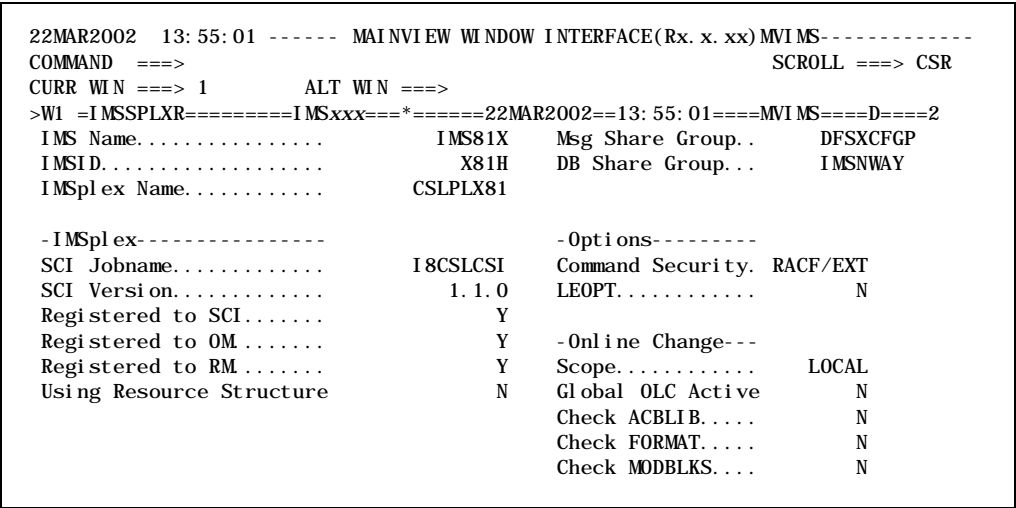 22MAR2002  13:55:01 ------ MAINVIEW WINDOW INTERFACE(Rx.x.xx)MVIMS-------------
COMMAND  ===>                                                 SCROLL ===> CSR
CURR WIN ===> 1        ALT WIN ===>
>W1 =IMSSPLXR=========IMSxxx===*======22MAR2002==13:55:01====MVIMS====D====2
IMS Name................ IMS81X  Msg Share Group.. DFSXCFGP
IMSID................... X81H  DB Share Group... IMSNWAY
IMSplex Name............ CSLPLX81
-IMSplex---------------- -Options---------
SCI Jobname............. I8CSLCSI  Command Security. RACF/EXT
SCI Version............. 1.1.0  LEOPT............ N
Registered to SCI....... Y
Registered to OM........ Y  -Online Change---
Registered to RM........ Y  Scope............ LOCAL
Using Resource Structure N  Global OLC Active N
Check ACBLIB..... N
Check FORMAT..... N
Check MODBLKS.... N